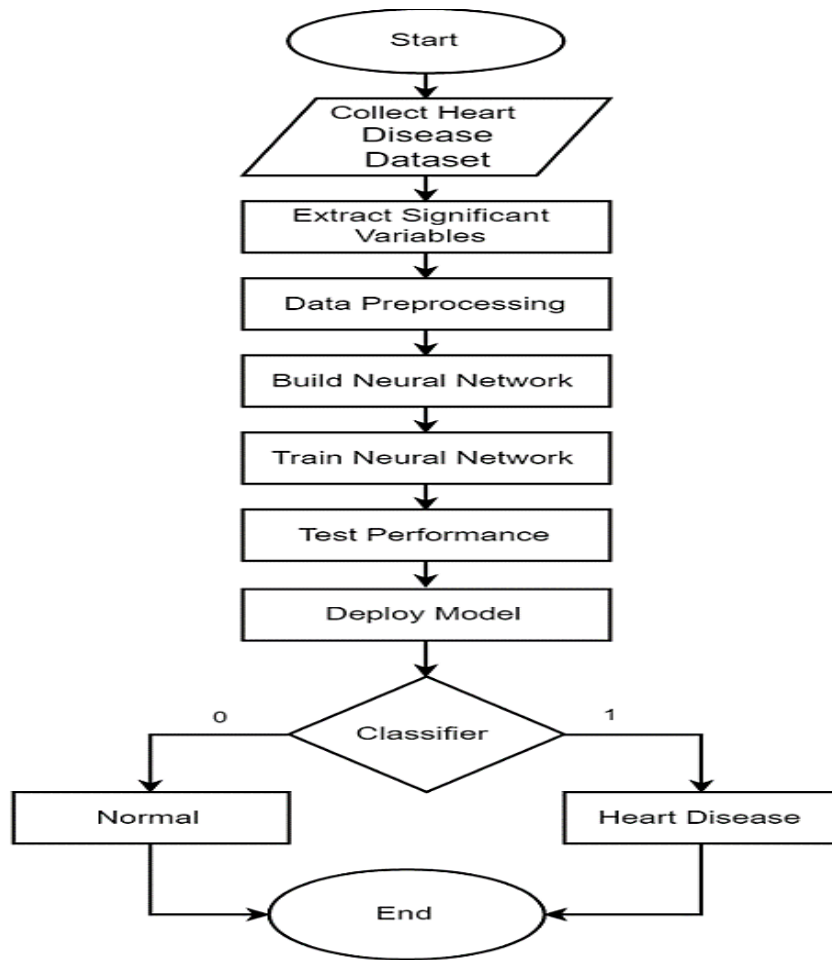 Start
Collect Heart
Disease
Dataset
Extract Significant
Variables
Data Preprocessing
Build Neural Network
Train Neural Network
Test Performance
Deploy Model
0
Classifier
1
Normal
Heart Disease
End